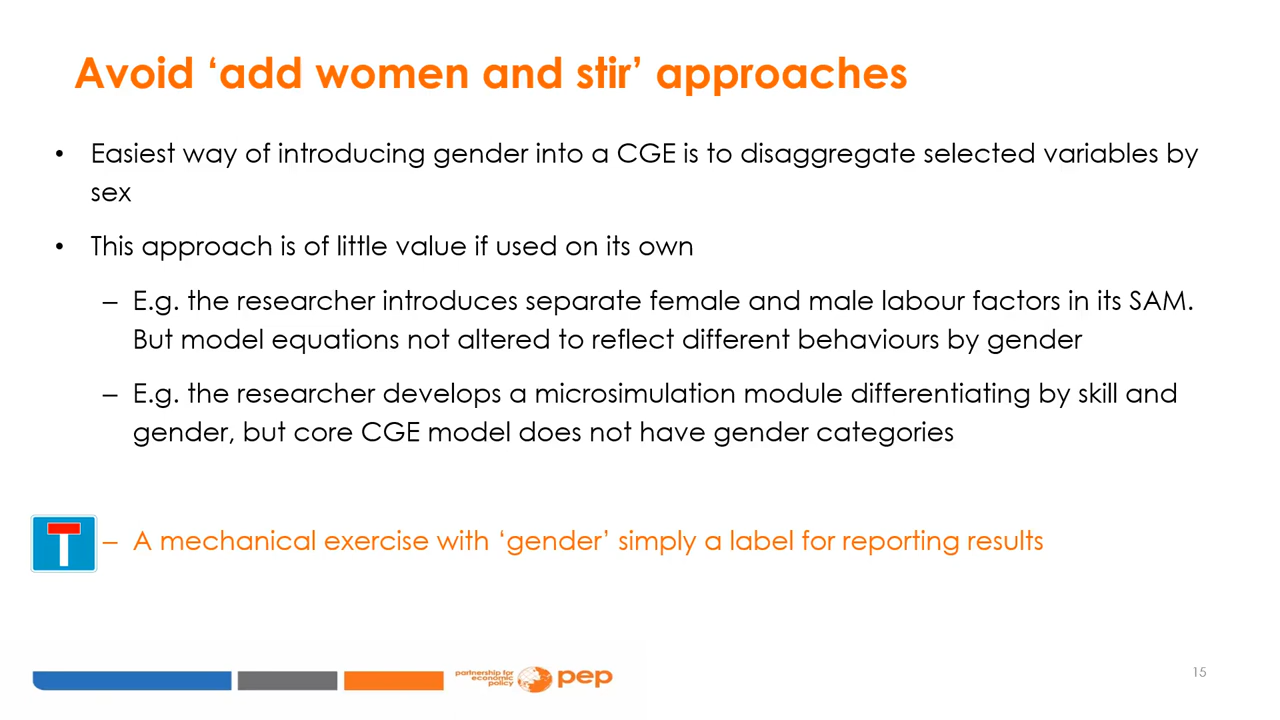 Avoid ‘add women and stir’ approaches
• Easiest way of introducing gender into a CGE is to disaggregate selected variables by
sex
• This approach is of little value if used on its own
– E.g. the researcher introduces separate female and male labour factors in its SAM.
But model equations not altered to reflect different behaviours by gender
– E.g. the researcher develops a microsimulation module differentiating by skill and
gender, but core CGE model does not have gender categories
– A mechanical exercise with ‘gender’ simply a label for reporting results
partnership for
economic
policy
pep
15